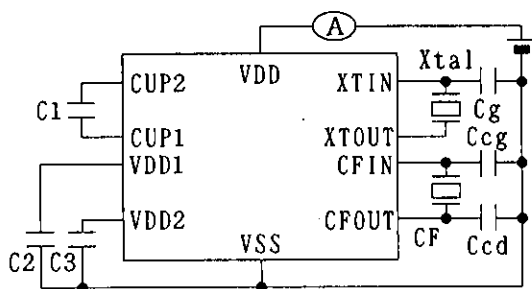 A
VDD
Xtal
CUP2
XTIN
C1
Cg
CUP1
XTOUT
Ccg
VDD1
CFIN
VDD2
CFOUT
VSS
CF
Ccd
C2
C3